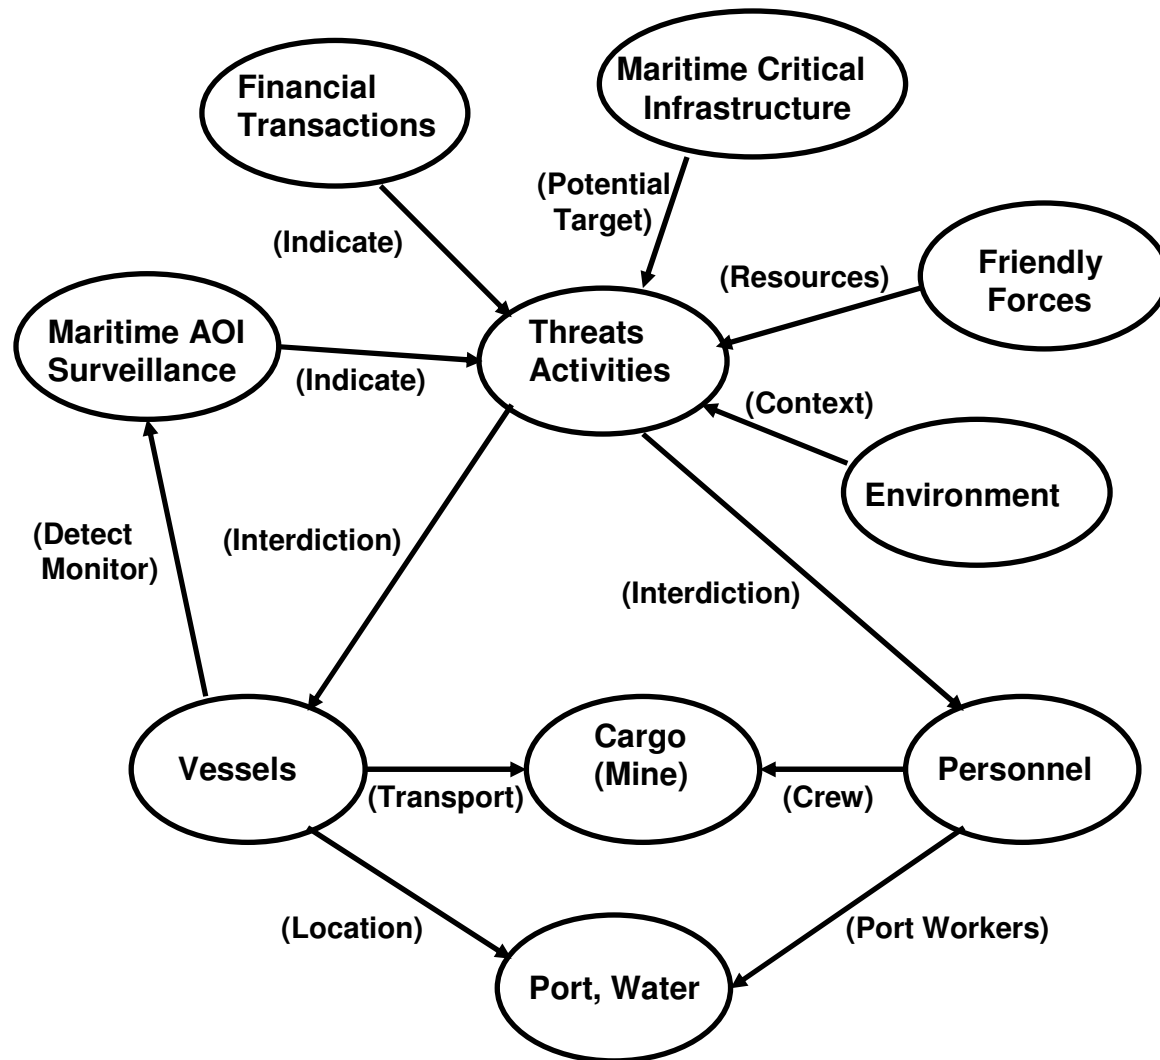 Financial
Transactions
Maritime Critical
Infrastructure
(Potential
Target)
(Indicate)
(Resources)
Friendly
Forces
Maritime AOI
Surveillance
(Indicate)
Threats
Activities
(Context)
Environment
(Detect
Monitor)
(Interdiction)
(Interdiction)
Vessels
(Transport)
Cargo
(Mine)
(Crew)
Personnel
(Location)
(Port Workers)
Port, Water